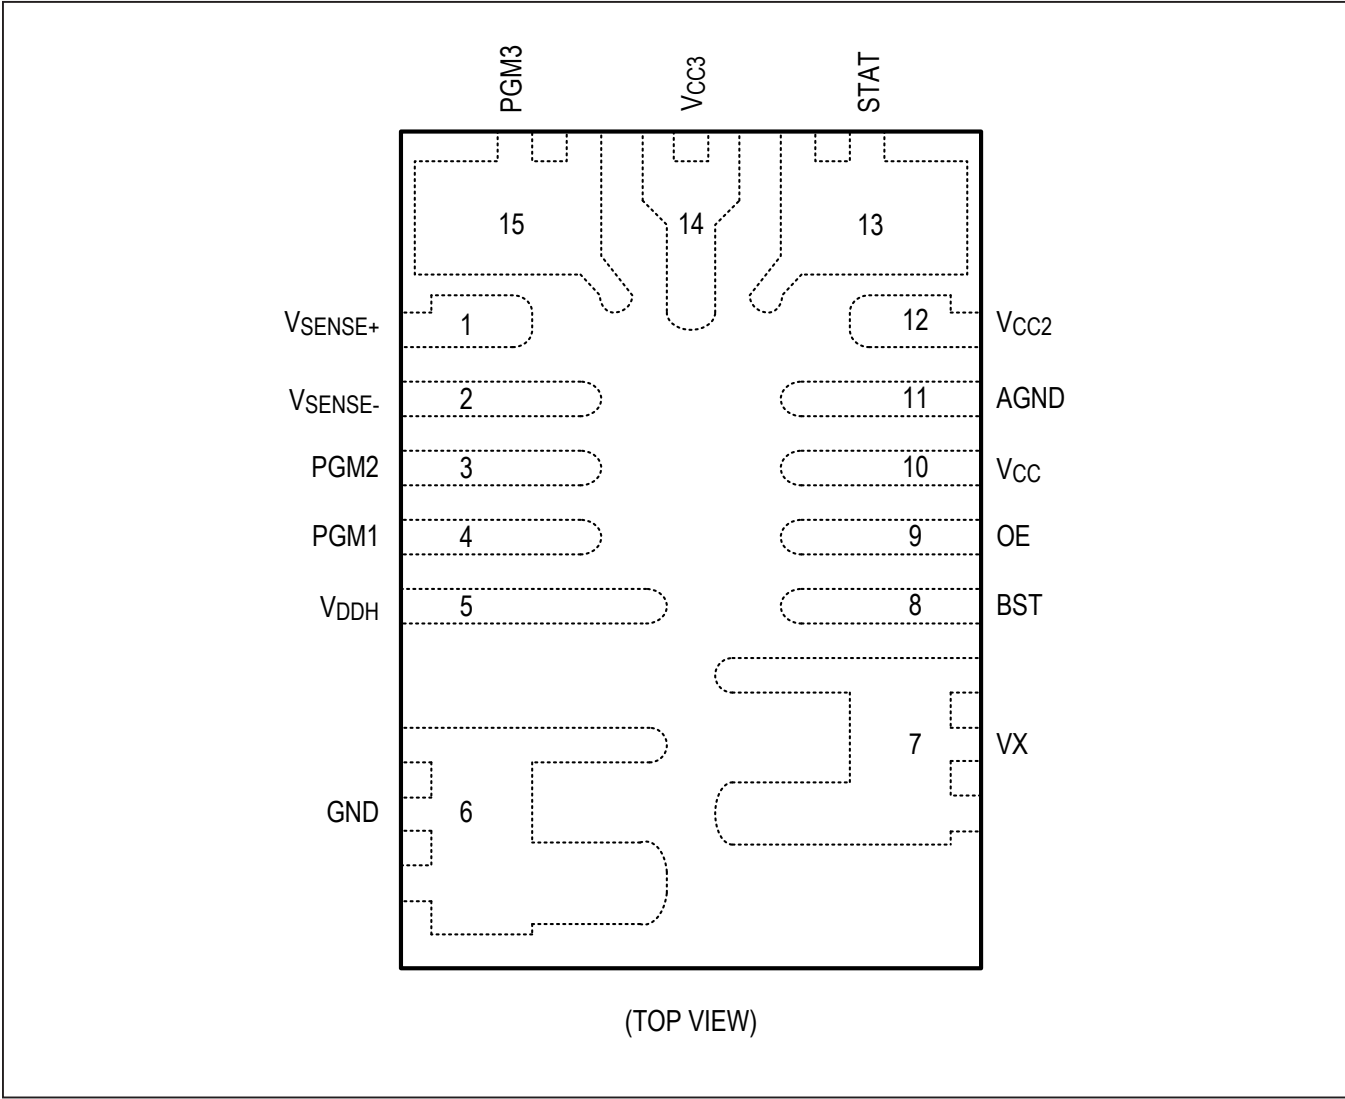 PGM3 VCC3 STAT
15 14 13
VSENSE+ 1 12 VCC2
VSENSE- 2 11 AGND
PGM2 3 10 VCC
PGM1 4 9 OE
VDDH 5 8 BST
7 VX
GND 6
(TOP VIEW)